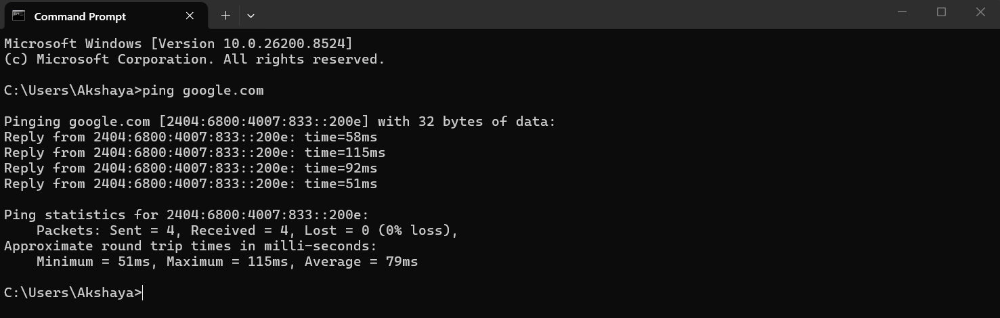 Command Prompt
Microsoft Windows [Version 10.0.26200.8524]
(c) Microsoft Corporation. All rights reserved.
C:\Users\Akshaya>ping google.com
Pinging google.com [2404:6800:4007:833::200e] with 32 bytes of data:
Reply from 2404:6800:4007:833::200e: time=58ms
Reply from 2404:6800:4007:833::200e: time=115ms
Reply from 2404:6800:4007:833::200e: time=92ms
Reply from 2404:6800:4007:833::200e: time=51ms
Ping statistics for 2404:6800:4007:833::200e:
    Packets: Sent = 4, Received = 4, Lost = 0 (0% loss),
Approximate round trip times in milli-seconds:
    Minimum = 51ms, Maximum = 115ms, Average = 79ms
C:\Users\Akshaya>